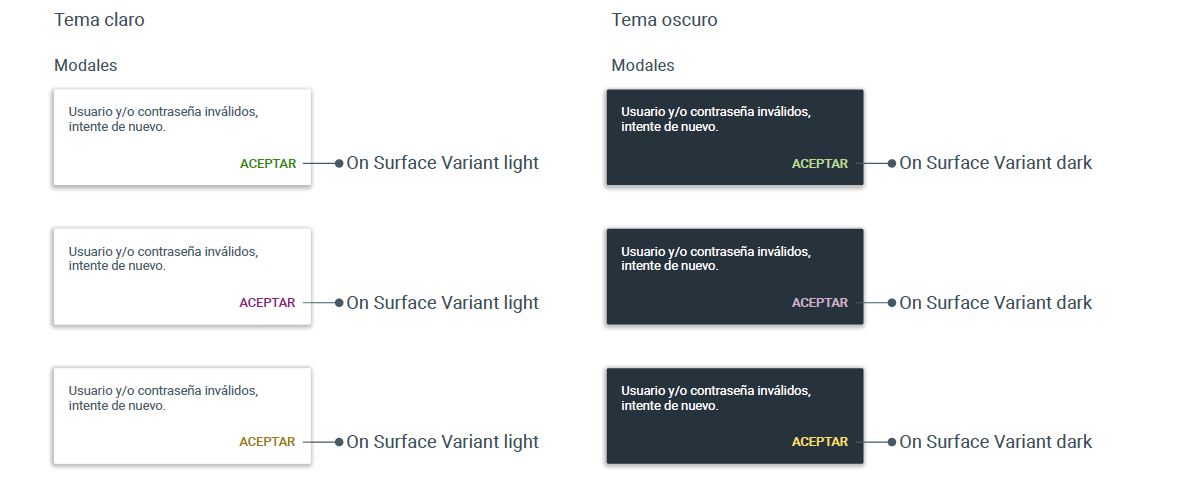 Tema claro
Modales
Usuario y/o contraseña inválidos,
intente de nuevo.
ACEPTAR
On Surface Variant light
Usuario y/o contraseña inválidos,
intente de nuevo.
ACEPTAR
On Surface Variant light
Usuario y/o contraseña inválidos,
intente de nuevo.
ACEPTAR
On Surface Variant light
Tema oscuro
Modales
Usuario y/o contraseña inválidos,
intente de nuevo.
ACEPTAR
On Surface Variant dark
Usuario y/o contraseña inválidos,
intente de nuevo.
ACEPTAR
On Surface Variant dark
Usuario y/o contraseña inválidos,
intente de nuevo.
ACEPTAR
On Surface Variant dark